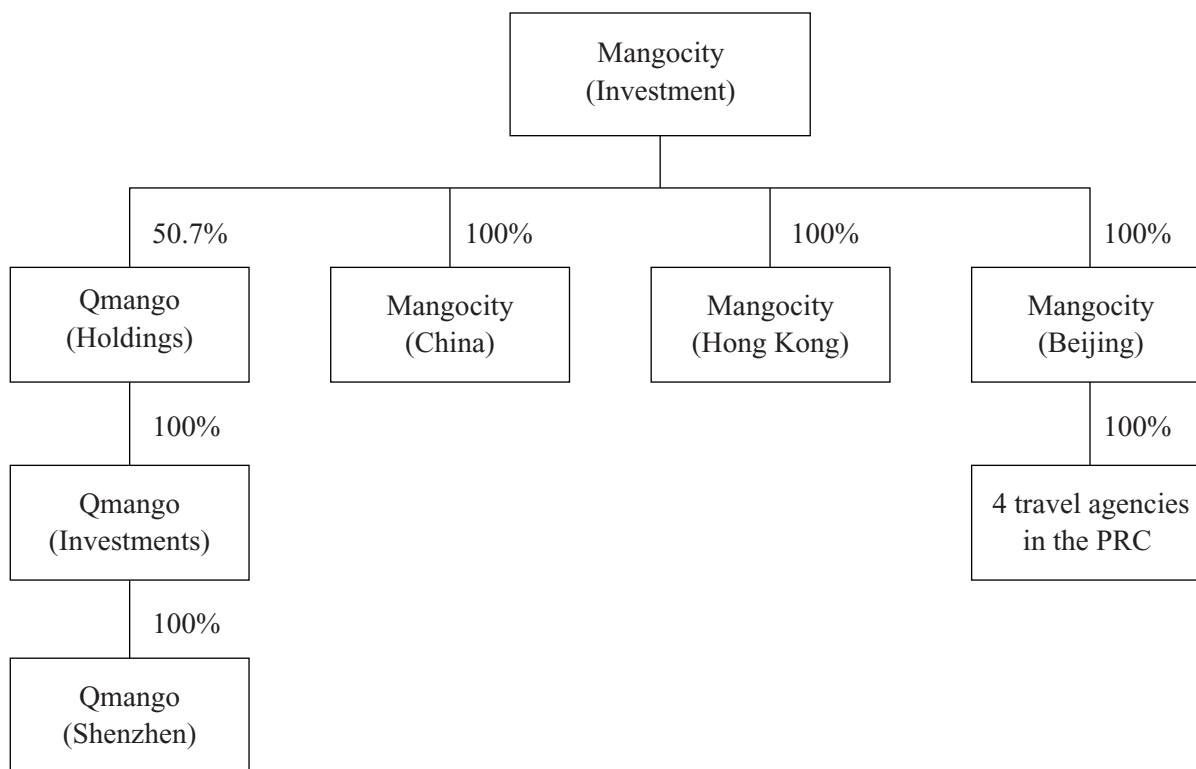 Mangocity
(Investment)
50.7%
100%
100%
100%
Qmango
(Holdings)
Mangocity
(China)
Mangocity
(Hong Kong)
Mangocity
(Beijing)
100%
100%
Qmango
(Investments)
4 travel agencies
in the PRC
100%
Qmango
(Shenzhen)